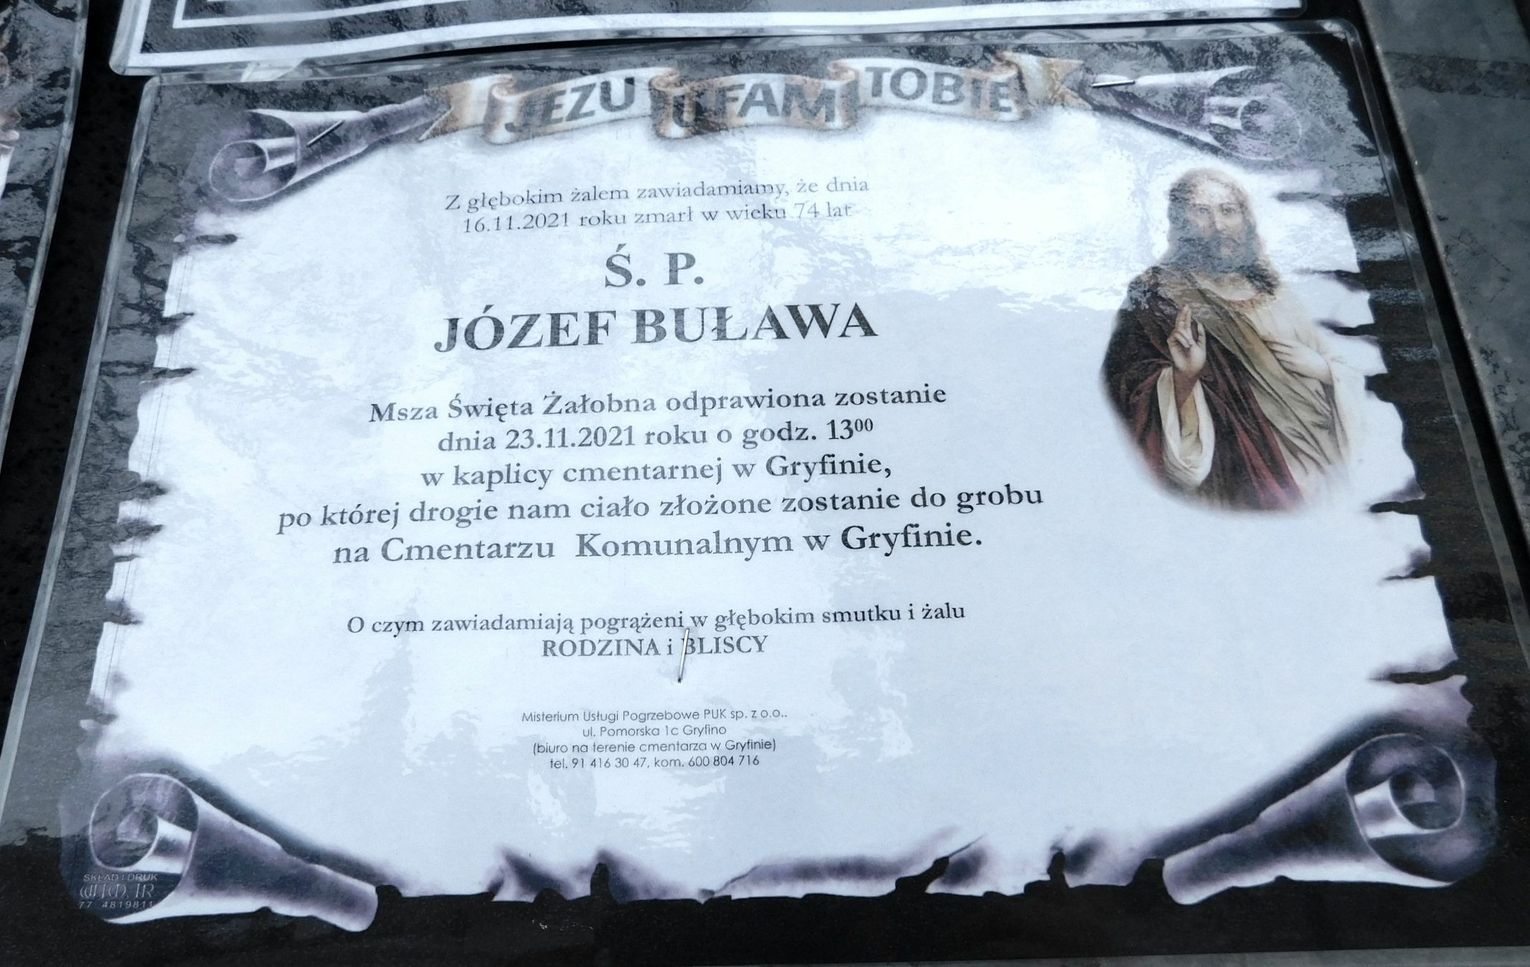 JEZU UFAM TOBIE
Z głębokim żalem zawiadamiamy, że dnia
16.11.2021 roku zmarł w wieku 74 lat
Ś. P.
JÓZEF BUŁAWA
Msza Święta Żałobna odprawiona zostanie
dnia 23.11.2021 roku o godz. 13⁰⁰
w kaplicy cmentarnej w Gryfinie,
po której drogie nam ciało złożone zostanie do grobu
na Cmentarzu Komunalnym w Gryfinie.
O czym zawiadamiają pogrążeni w głębokim smutku i żalu
RODZINA i BLISCY
Misterium Usługi Pogrzebowe PUK sp. z o.o..
ul. Pomorska 1c Gryfino
(biuro na terenie cmentarza w Gryfinie)
tel. 91 416 30 47, kom. 600 804 716
SKŁAD I DRUK
77 4819811